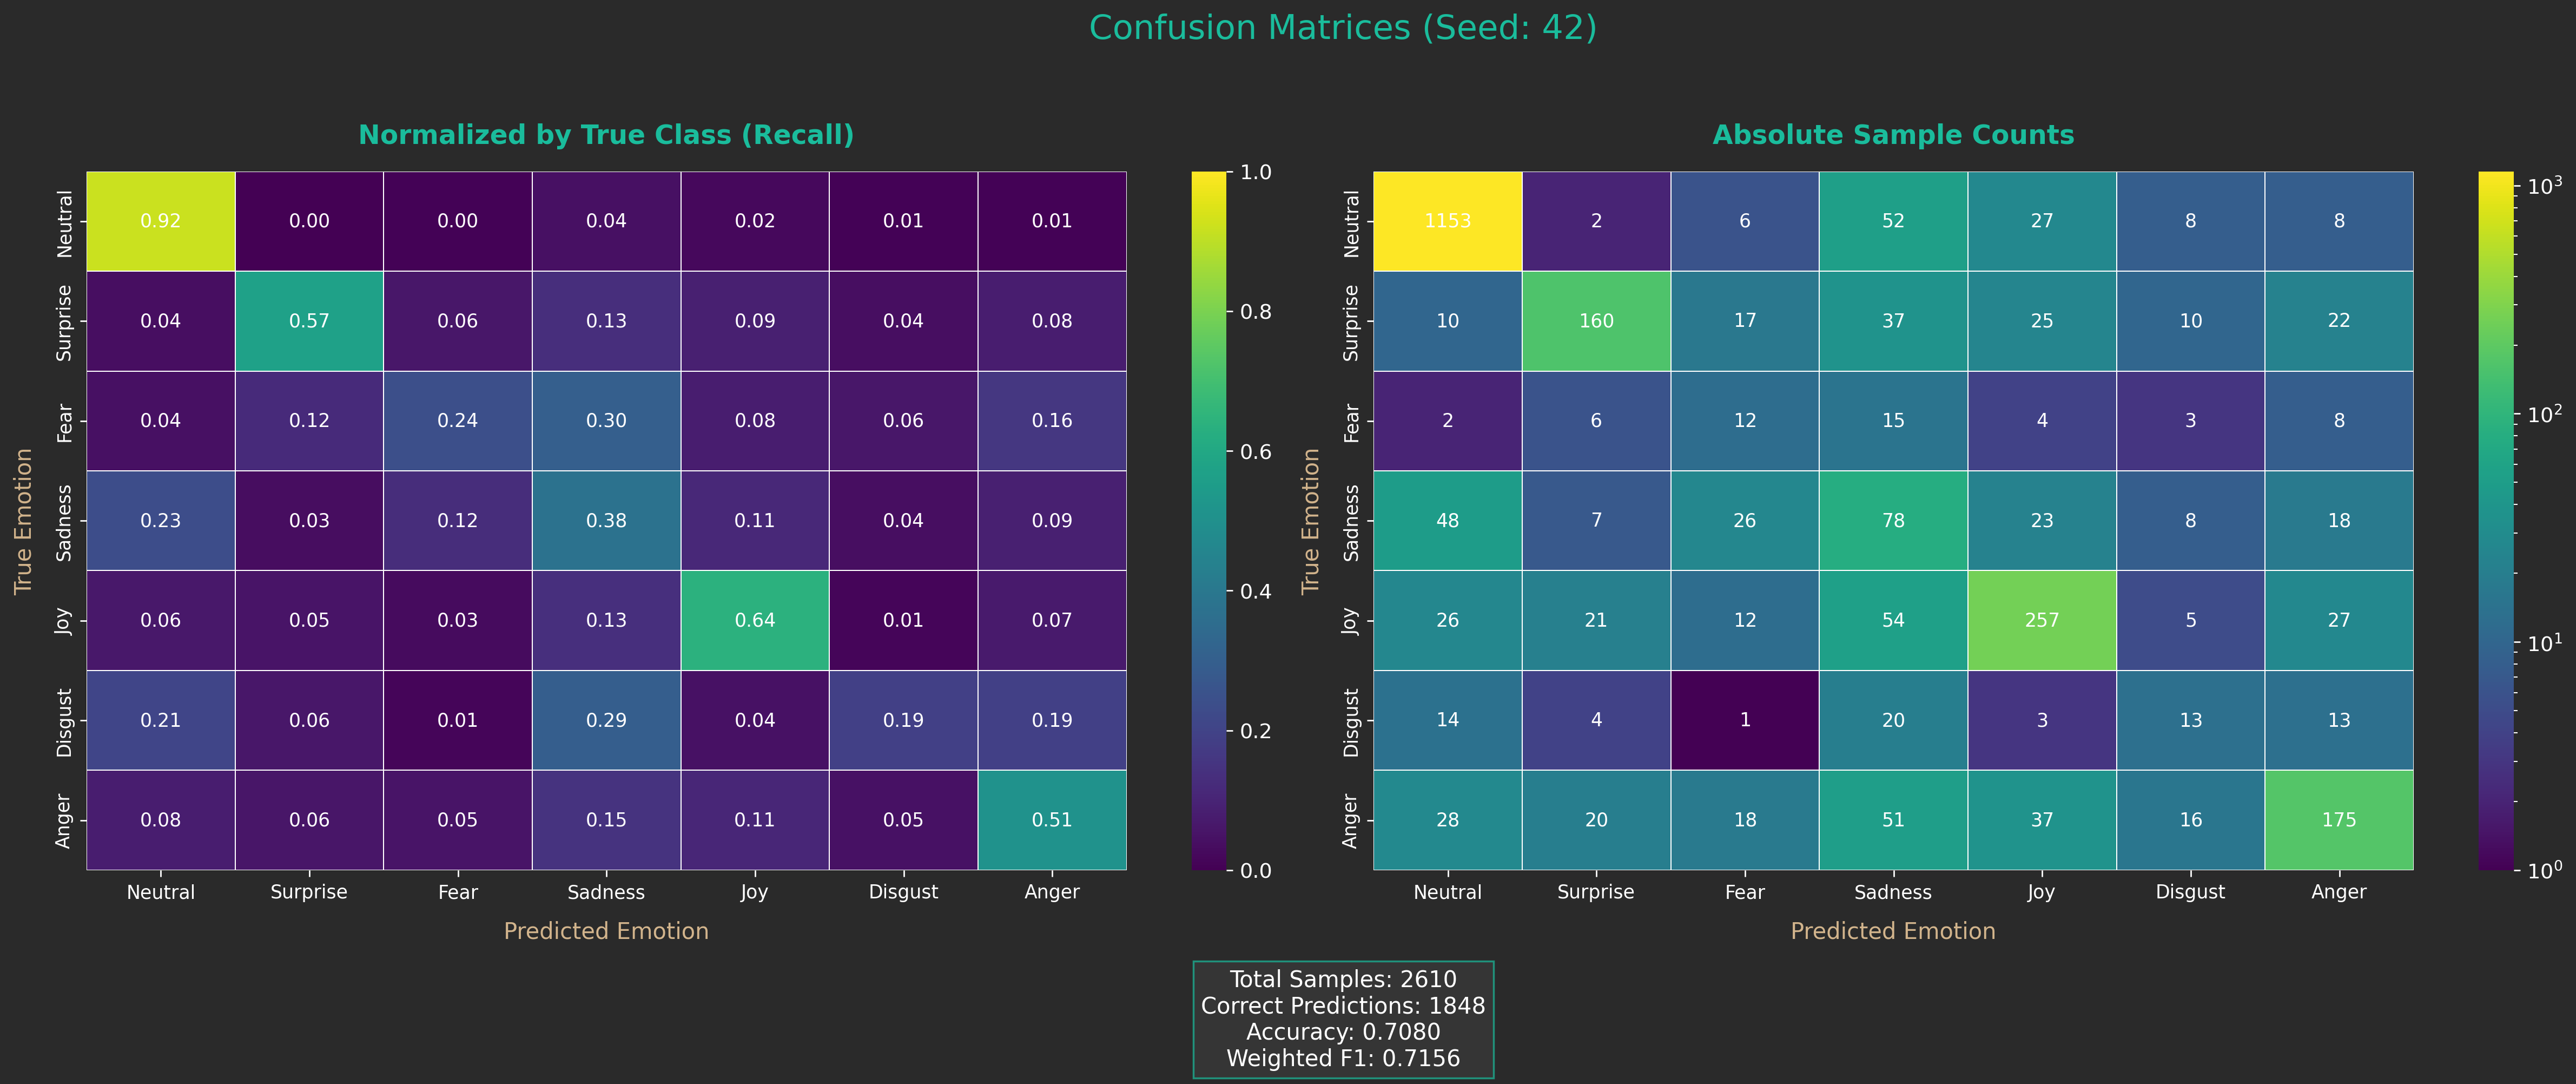 Confusion Matrices (Seed: 42)
Normalized by True Class (Recall)
True Emotion
Neutral 0.92 0.00 0.00 0.04 0.02 0.01 0.01
Surprise 0.04 0.57 0.06 0.13 0.09 0.04 0.08
Fear 0.04 0.12 0.24 0.30 0.08 0.06 0.16
Sadness 0.23 0.03 0.12 0.38 0.11 0.04 0.09
Joy 0.06 0.05 0.03 0.13 0.64 0.01 0.07
Disgust 0.21 0.06 0.01 0.29 0.04 0.19 0.19
Anger 0.08 0.06 0.05 0.15 0.11 0.05 0.51
Neutral Surprise Fear Sadness Joy Disgust Anger
Predicted Emotion
1.0
0.8
0.6
0.4
0.2
0.0
Absolute Sample Counts
True Emotion
Neutral 1153 2 6 52 27 8 8
Surprise 10 160 17 37 25 10 22
Fear 2 6 12 15 4 3 8
Sadness 48 7 26 78 23 8 18
Joy 26 21 12 54 257 5 27
Disgust 14 4 1 20 3 13 13
Anger 28 20 18 51 37 16 175
Neutral Surprise Fear Sadness Joy Disgust Anger
Predicted Emotion
10³
10²
10¹
10⁰
Total Samples: 2610
Correct Predictions: 1848
Accuracy: 0.7080
Weighted F1: 0.7156